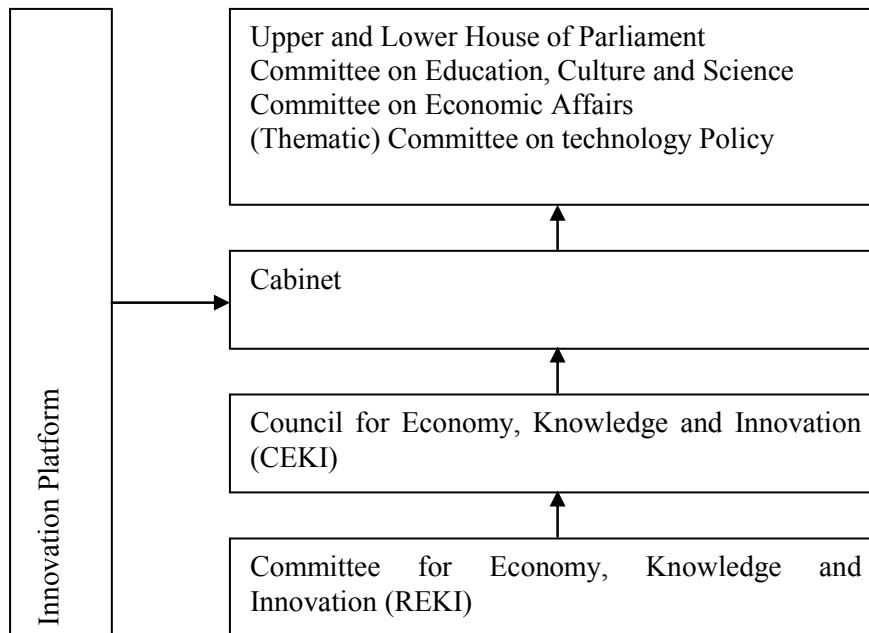 Upper and Lower House of Parliament
Committee on Education, Culture and Science
Committee on Economic Affairs
(Thematic) Committee on technology Policy
Cabinet
Council for Economy, Knowledge and Innovation
(CEKI)
Committee for Economy, Knowledge and
Innovation (REKI)
Innovation Platform